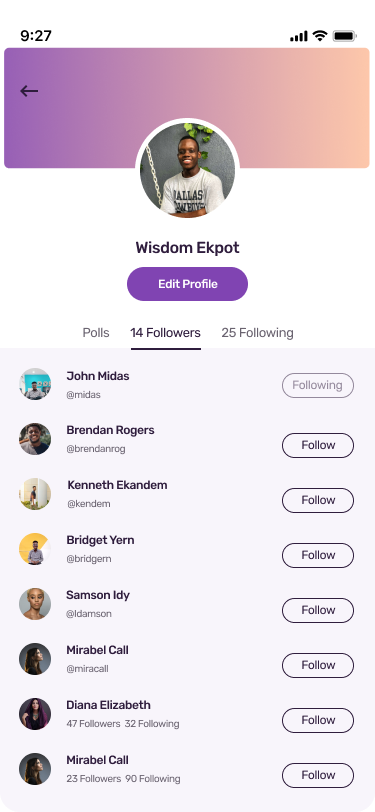 9:27
DALLAS
COWBOYS
Wisdom Ekpot
Edit Profile
Polls 14 Followers 25 Following
John Midas
@midas
Following
Brendan Rogers
@brendanrog
Follow
Kenneth Ekandem
@kendem
Follow
Bridget Yern
@bridgern
Follow
Samson Idy
@Idamson
Follow
Mirabel Call
@miracall
Follow
Diana Elizabeth
47 Followers 32 Following
Follow
Mirabel Call
23 Followers 90 Following
Follow